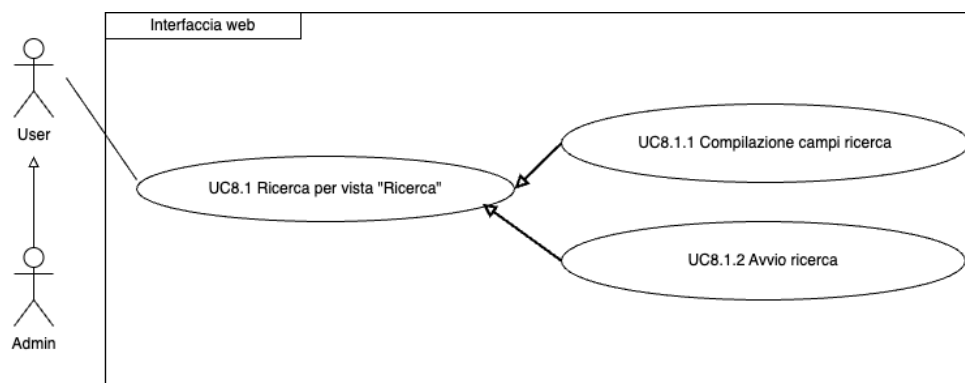 Interfaccia web
User
UC8.1.1 Compilazione campi ricerca
UC8.1 Ricerca per vista "Ricerca"
UC8.1.2 Avvio ricerca
Admin